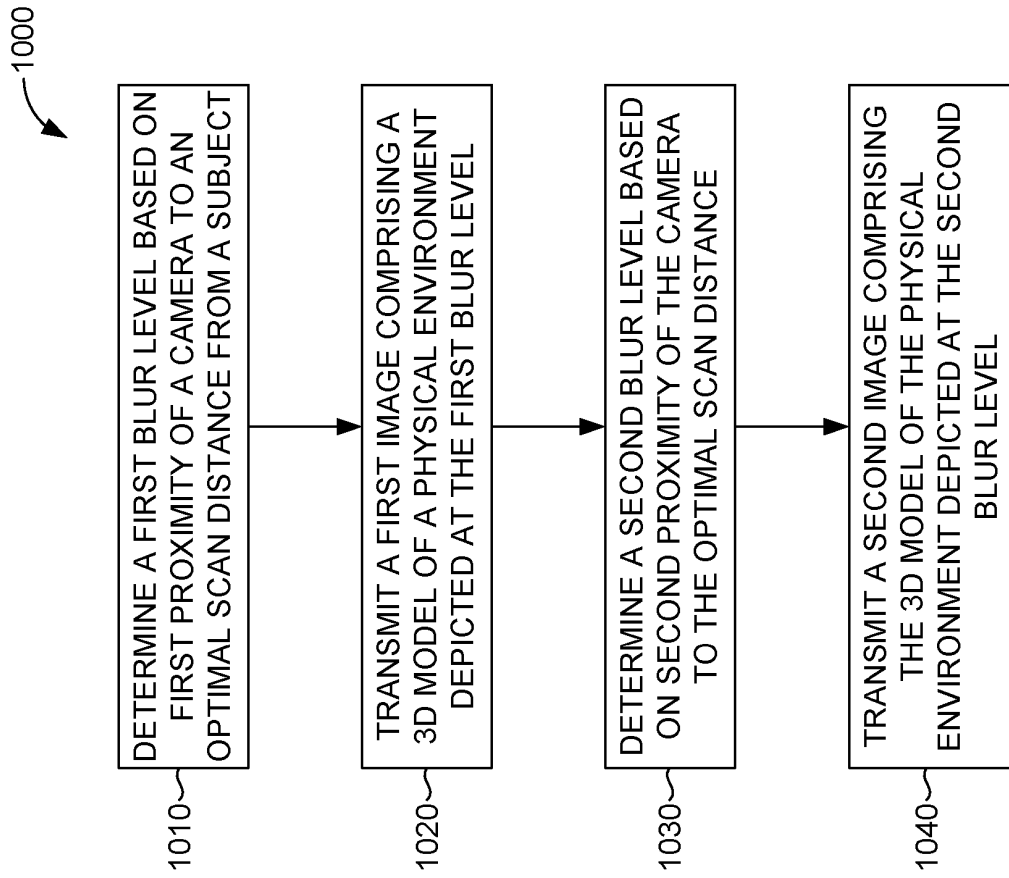 1000
1010
DETERMINE A FIRST BLUR LEVEL BASED ON
FIRST PROXIMITY OF A CAMERA TO AN
OPTIMAL SCAN DISTANCE FROM A SUBJECT
1020
TRANSMIT A FIRST IMAGE COMPRISING A
3D MODEL OF A PHYSICAL ENVIRONMENT
DEPICTED AT THE FIRST BLUR LEVEL
1030
DETERMINE A SECOND BLUR LEVEL BASED
ON SECOND PROXIMITY OF THE CAMERA
TO THE OPTIMAL SCAN DISTANCE
1040
TRANSMIT A SECOND IMAGE COMPRISING
THE 3D MODEL OF THE PHYSICAL
ENVIRONMENT DEPICTED AT THE SECOND
BLUR LEVEL